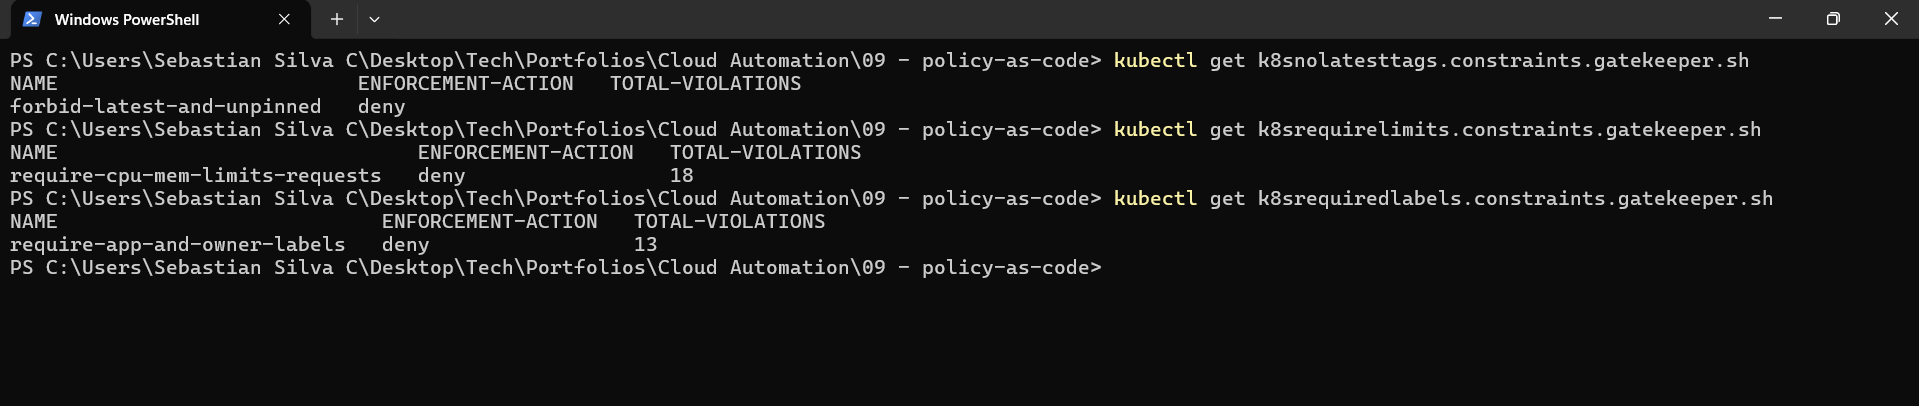 Windows PowerShell
PS C:\Users\Sebastian Silva C\Desktop\Tech\Portfolios\Cloud Automation\09 - policy-as-code> kubectl get k8snolatesttags.constraints.gatekeeper.sh
NAME                         ENFORCEMENT-ACTION   TOTAL-VIOLATIONS
forbid-latest-and-unpinned   deny
PS C:\Users\Sebastian Silva C\Desktop\Tech\Portfolios\Cloud Automation\09 - policy-as-code> kubectl get k8srequirelimits.constraints.gatekeeper.sh
NAME                              ENFORCEMENT-ACTION   TOTAL-VIOLATIONS
require-cpu-mem-limits-requests   deny                 18
PS C:\Users\Sebastian Silva C\Desktop\Tech\Portfolios\Cloud Automation\09 - policy-as-code> kubectl get k8srequiredlabels.constraints.gatekeeper.sh
NAME                           ENFORCEMENT-ACTION   TOTAL-VIOLATIONS
require-app-and-owner-labels   deny                 13
PS C:\Users\Sebastian Silva C\Desktop\Tech\Portfolios\Cloud Automation\09 - policy-as-code>